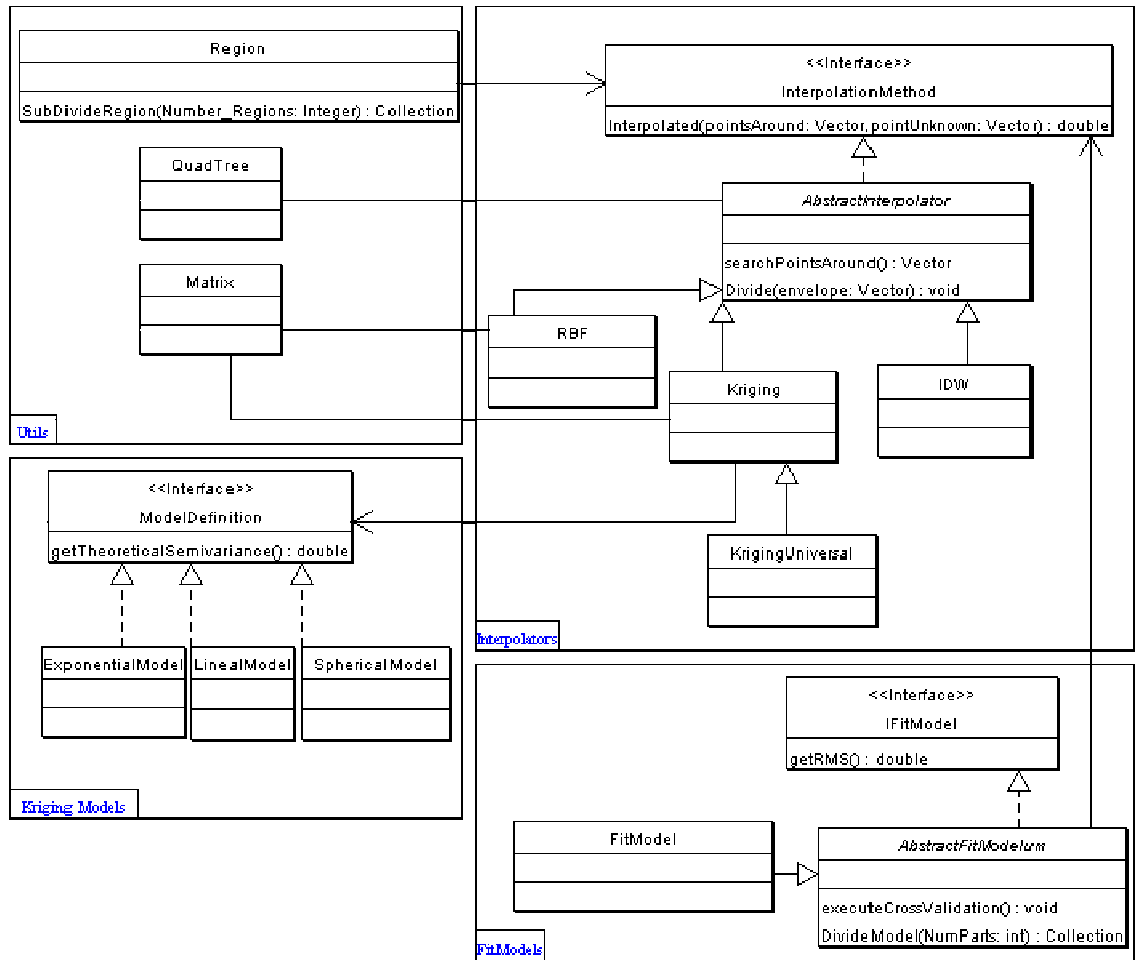 Region
SubDivideRegion(Number_Regions: Integer) : Collection
QuadTree
Matrix
Utils
<<Interface>>
InterpolationMethod
Interpolated(pointsAround: Vector, pointUnknown: Vector) : double
AbstractInterpolator
searchPointsAround() : Vector
Divide(envelope: Vector) : void
RBF
Kriging
IDW
KrigingUniversal
Interpolators
<<Interface>>
ModelDefinition
getTheoreticalSemivariance() : double
ExponentialModel
LinealModel
SphericalModel
Kriging Models
<<Interface>>
IFitModel
getRMS() : double
FitModel
AbstractFitModelum
executeCrossValidation() : void
DivideModel(NumParts: int) : Collection
FitModels